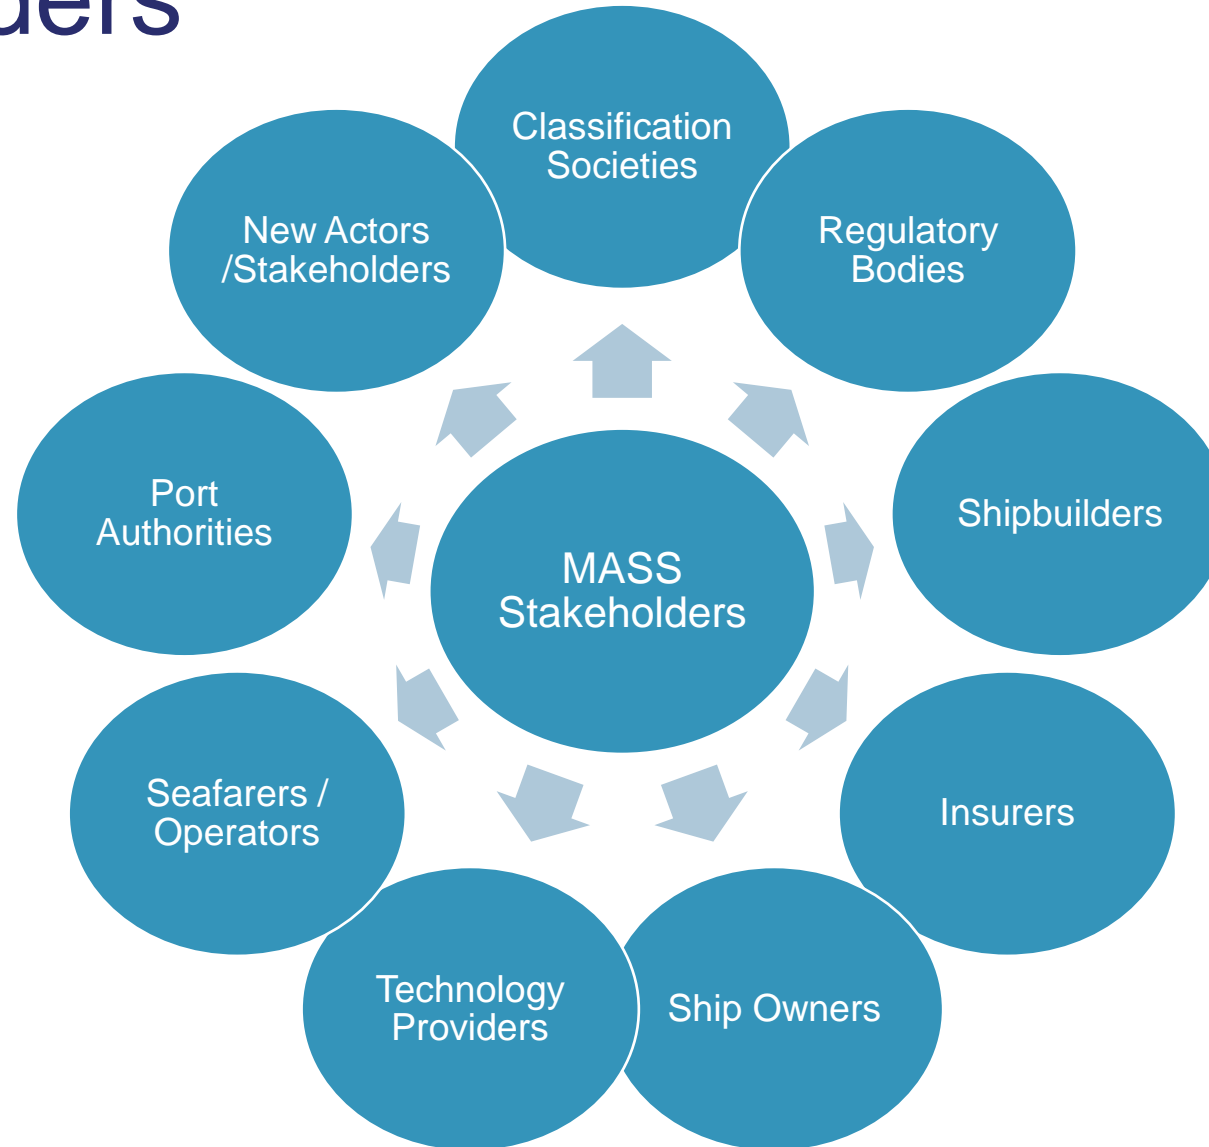 ders
Classification
Societies
New Actors
/Stakeholders
Regulatory
Bodies
Port
Authorities
Shipbuilders
MASS
Stakeholders
Seafarers /
Operators
Insurers
Technology
Providers
Ship Owners